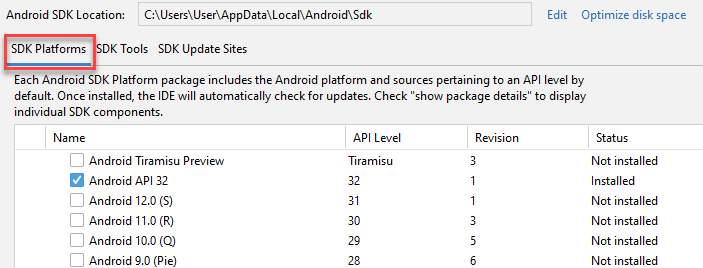 Android SDK Location: C:\Users\User\AppData\Local\Android\Sdk Edit Optimize disk space
SDK Platforms SDK Tools SDK Update Sites
Each Android SDK Platform package includes the Android platform and sources pertaining to an API level by
default. Once installed, the IDE will automatically check for updates. Check "show package details" to display
individual SDK components.
Name API Level Revision Status
Android Tiramisu Preview Tiramisu 3 Not installed
Android API 32 32 1 Installed
Android 12.0 (S) 31 1 Not installed
Android 11.0 (R) 30 3 Not installed
Android 10.0 (Q) 29 5 Not installed
Android 9.0 (Pie) 28 6 Not installed